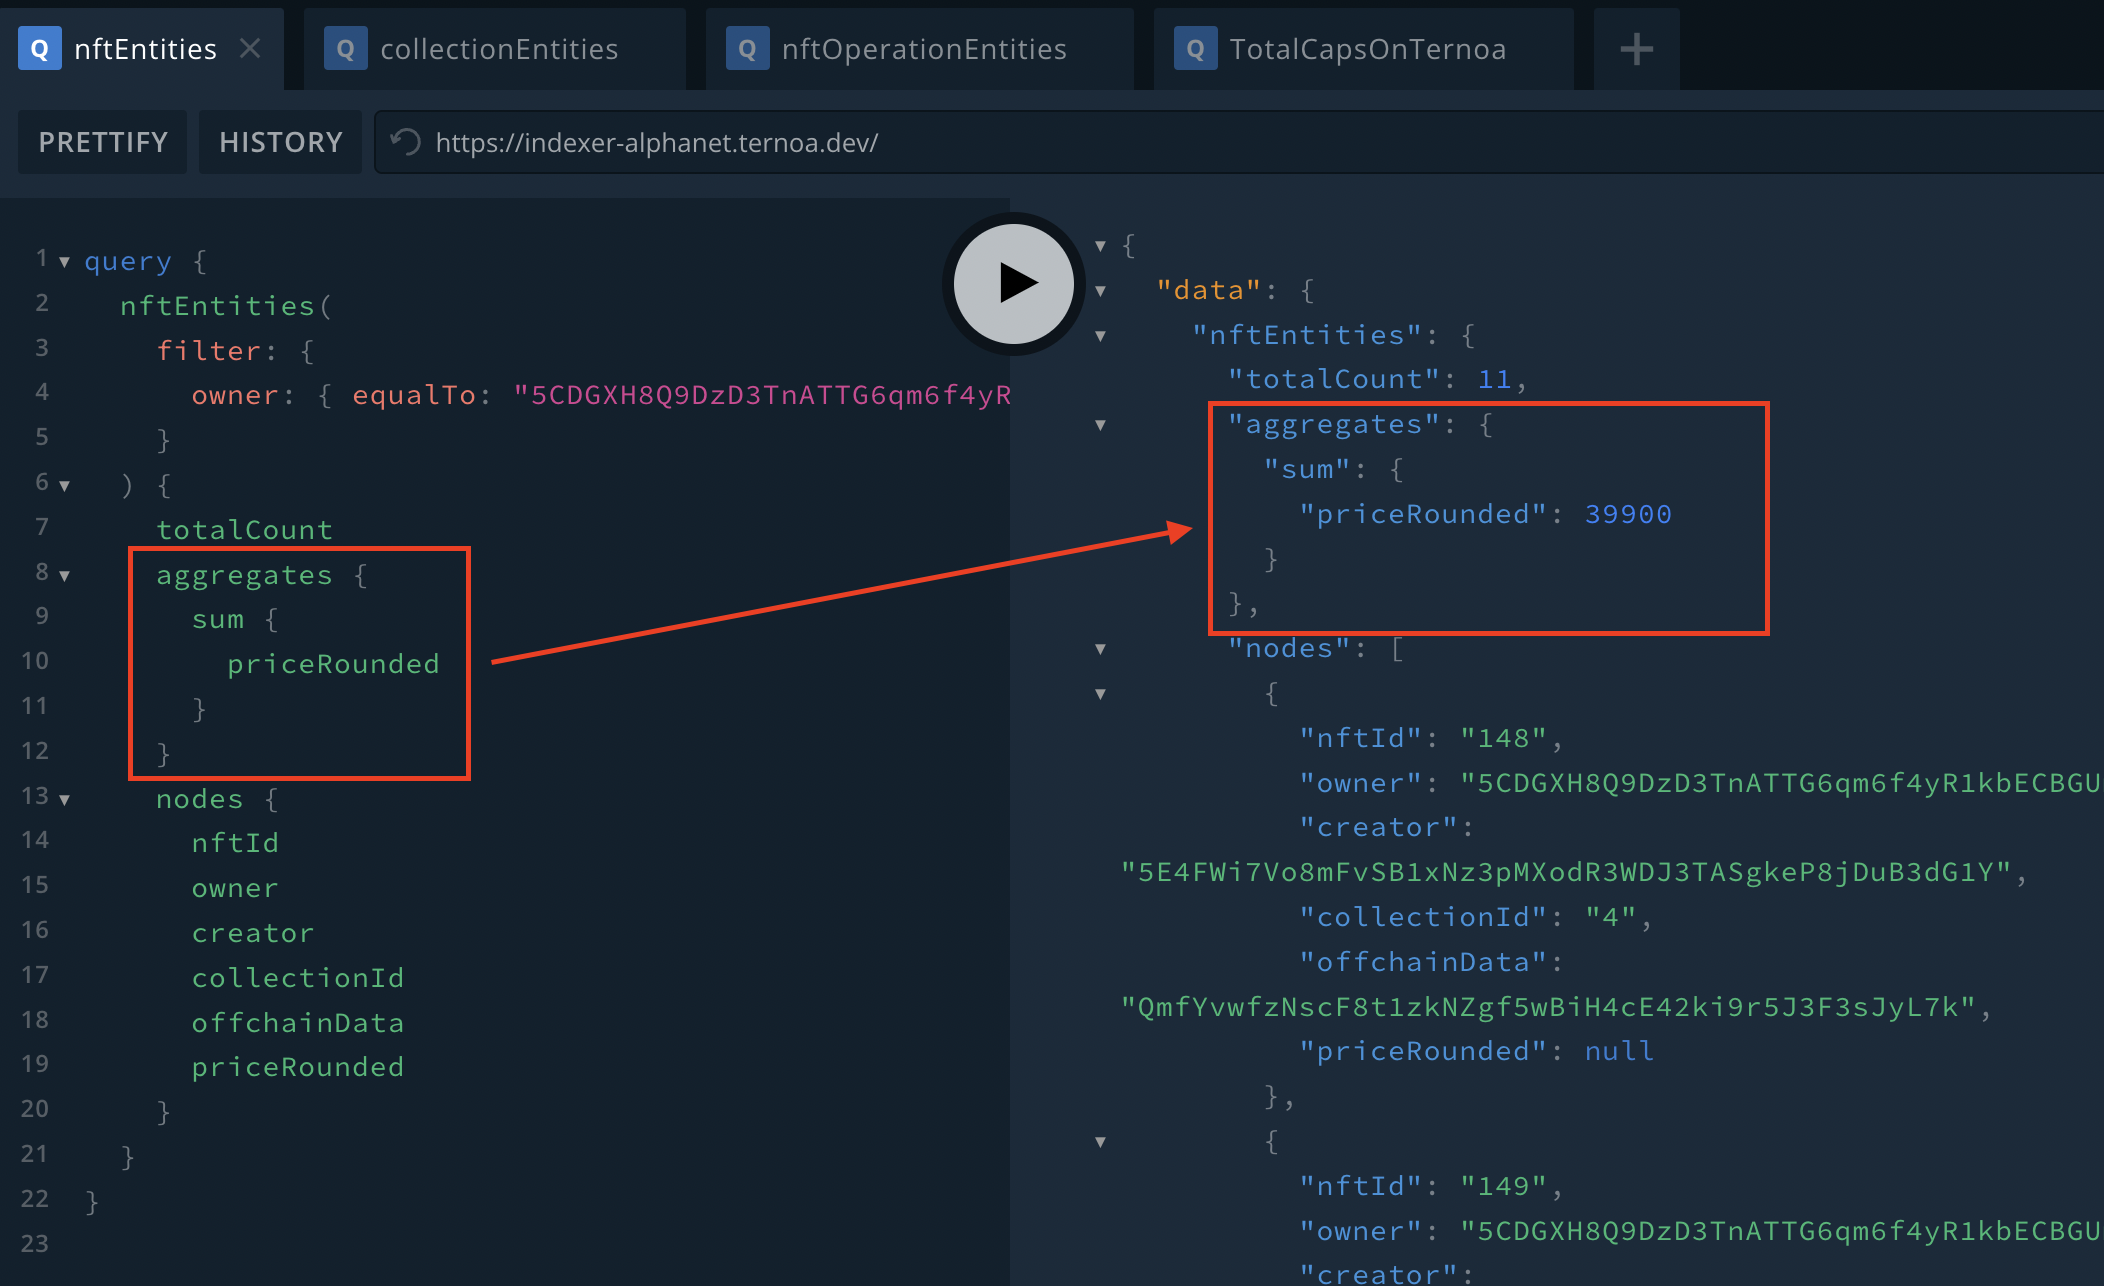 Q nftEntities
Q collectionEntities
Q nftOperationEntities
Q TotalCapsOnTernoa
PRETTIFY
HISTORY
https://indexer-alphanet.ternoa.dev/
1 query {
2 nftEntities(
3 filter: {
4 owner: { equalTo: "5CDGXH8Q9DzD3TnATTG6qm6f4yR
5 }
6 ) {
7 totalCount
8 aggregates {
9 sum {
10 priceRounded
11 }
12 }
13 nodes {
14 nftId
15 owner
16 creator
17 collectionId
18 offchainData
19 priceRounded
20 }
21 }
22 }
23
{
"data": {
"nftEntities": {
"totalCount": 11,
"aggregates": {
"sum": {
"priceRounded": 39900
}
},
"nodes": [
{
"nftId": "148",
"owner": "5CDGXH8Q9DzD3TnATTG6qm6f4yR1kbECBGU
"creator":
"5E4FWi7Vo8mFvSB1xNz3pMXodR3WDJ3TASgkeP8jDuB3dG1Y",
"collectionId": "4",
"offchainData":
"QmfYvwfzNscF8t1zkNZgf5wBiH4cE42ki9r5J3F3sJyL7k",
"priceRounded": null
},
{
"nftId": "149",
"owner": "5CDGXH8Q9DzD3TnATTG6qm6f4yR1kbECBGU
"creator":